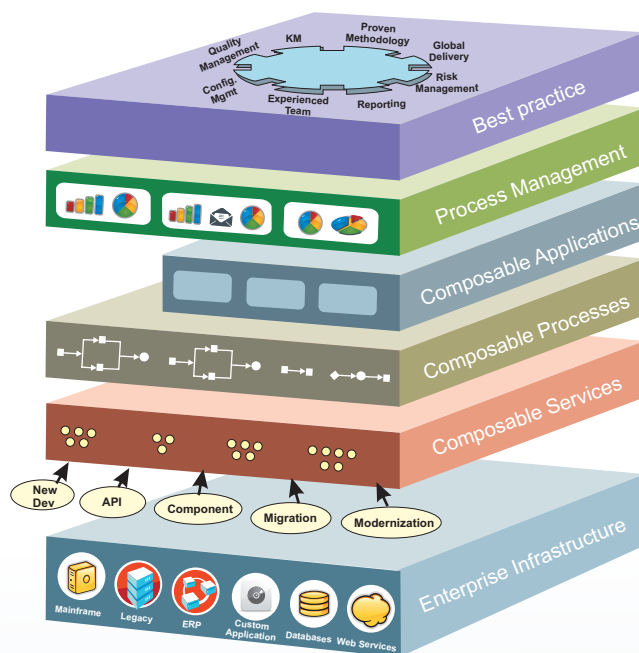 Quality
Management
KM
Proven
Methodology
Global
Delivery
Config.
Mgmt
Experienced
Team
Reporting
Risk
Management
Best practice
Process Management
Composable Applications
Composable Processes
Composable Services
New
Dev
API
Component
Migration
Modernization
Enterprise Infrastructure
Mainframe
Legacy
ERP
Custom
Application
Databases
Web Services